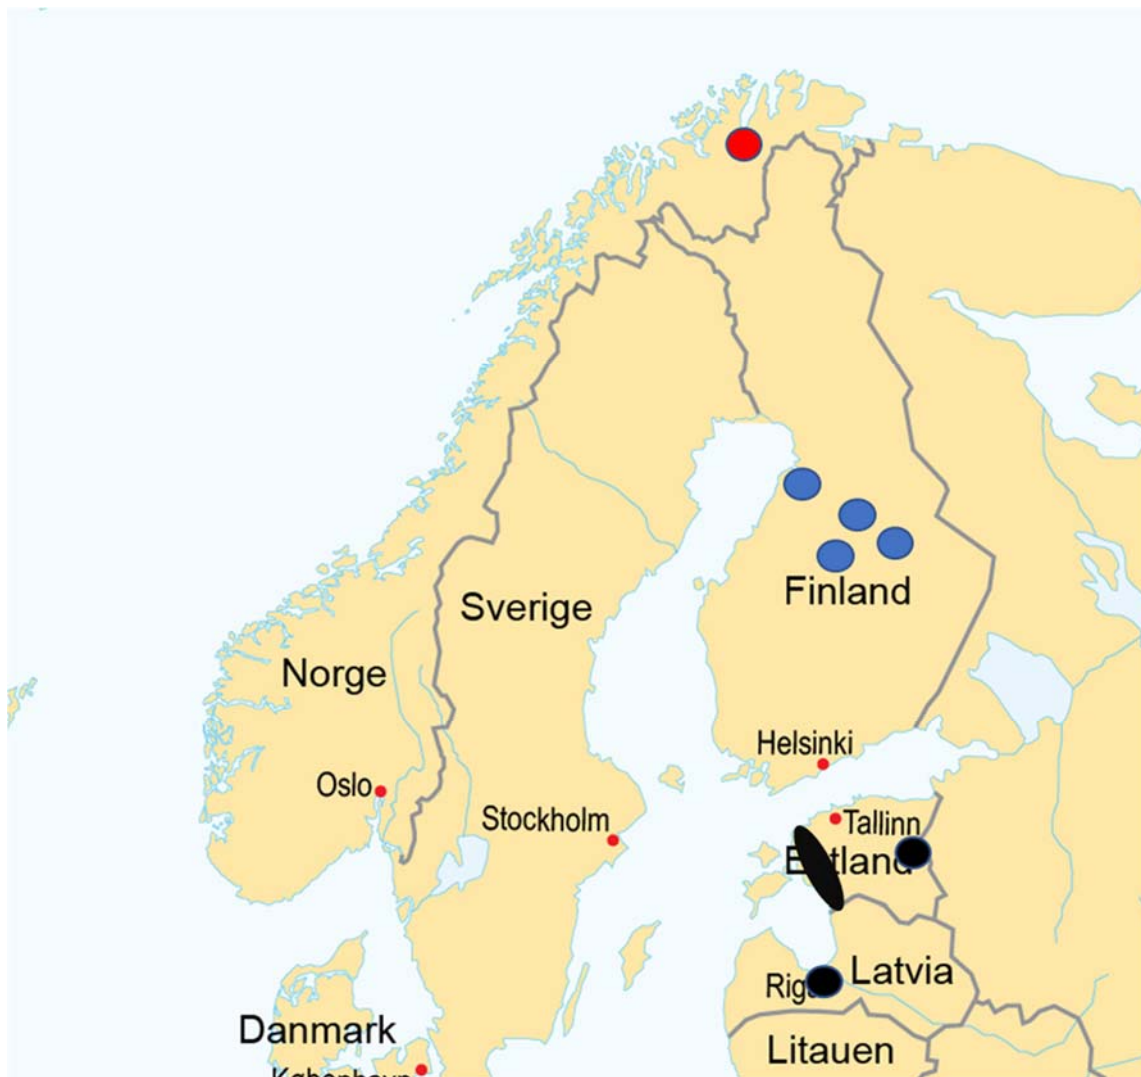 Finland
Sverige
Norge
Helsinki
Oslo
Stockholm
Tallinn
Latvia
Danmark
Litauen